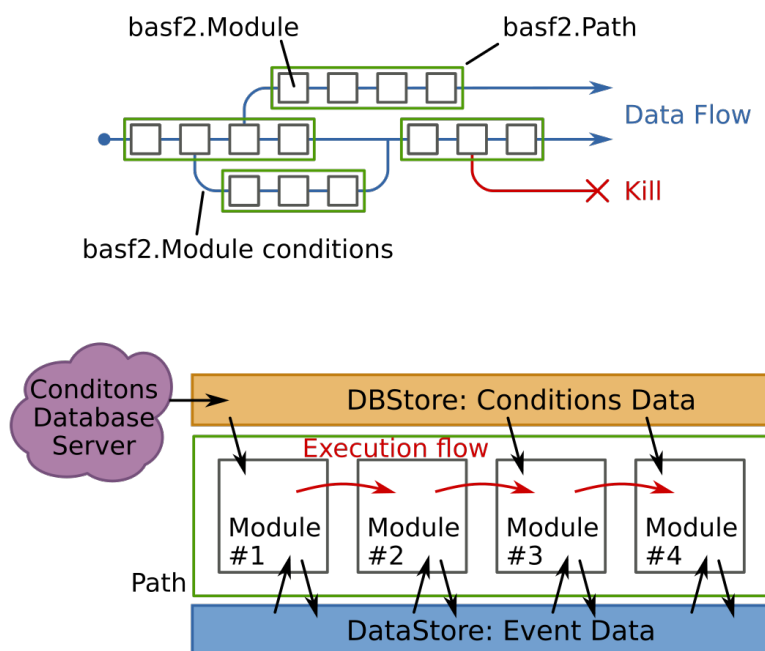 basf2.Module
basf2.Path
Data Flow
Kill
basf2.Module conditions
Conditons
Database
Server
DBStore: Conditions Data
Execution flow
Module
#1
Module
#2
Module
#3
Module
#4
Path
DataStore: Event Data